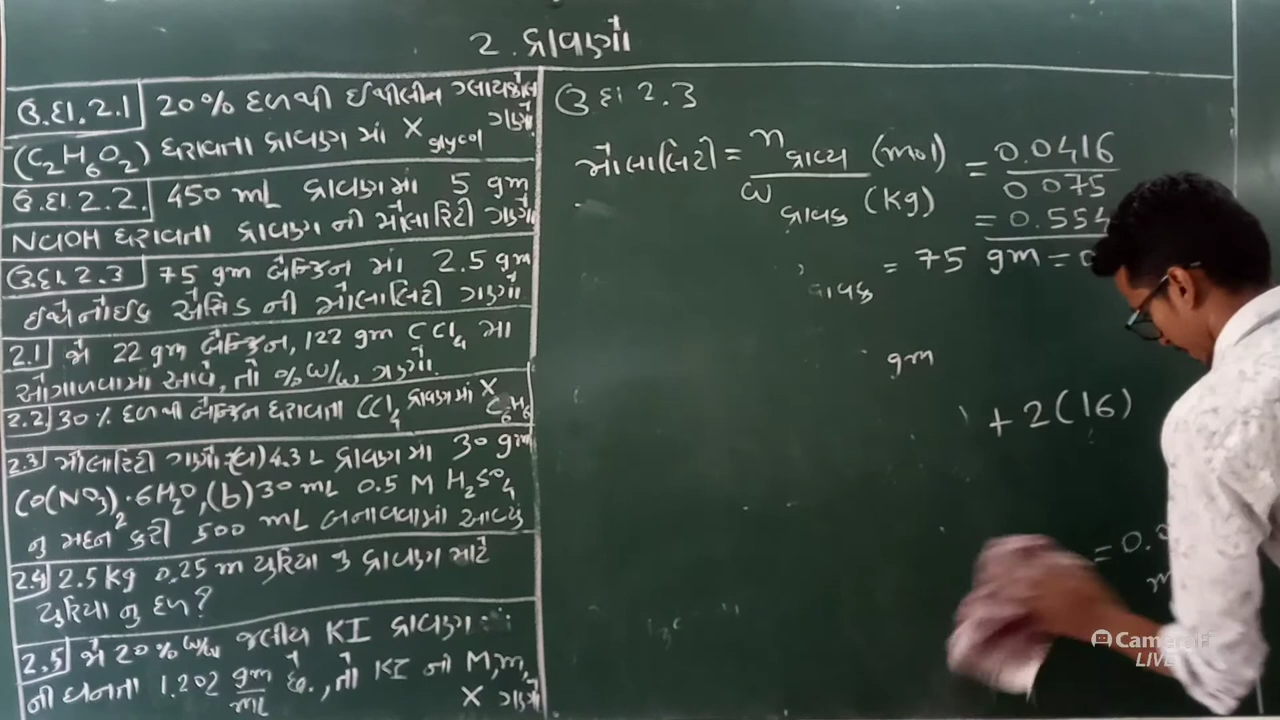 2. દ્રાવણો
ઉ.દા.2.1 20% દળથી ઈથીલીન ગ્લાયકોલ
(C₂H₆O₂) ધરાવતા દ્રાવણ માં X glycol ગણો
ઉ.દા.2.2. 450 mL દ્રાવણમાં 5 gm
NaOH ધરાવતા દ્રાવણ ની મોલારિટી ગણો
ઉ.દા.2.3 75 gm બેન્ઝિન માં 2.5 gm
ઈથેનોઈક એસિડ ની મોલાલિટી ગણો
2.1 જો 22 gm બેન્ઝિન, 122 gm CCl₄ માં
ઓગાળવામાં આવે, તો % w/w ગણો.
2.2 30% દળથી બેન્ઝિન ધરાવતા CCl₄ દ્રાવણમાં X C₆H₆
2.3 મોલારિટી ગણો: (a) 4.3 L દ્રાવણ માં 30 gm
Co(NO₃)₂·6H₂O, (b) 30 mL 0.5 M H₂SO₄
નુ મંદન કરી 500 mL બનાવવામાં આવ્યુ
2.4 2.5 kg 0.25 m યુરિયા નુ દ્રાવણ માટે
યુરિયા નુ દળ?
2.5 જો 20% w/w જલીય KI દ્રાવણ
ની ઘનતા 1.202 gm/mL છે., તો KI નો M, m,
X ગણો
ઉ દા 2.3
મોલાલિટી = n દ્રાવ્ય (mol) / w દ્રાવક (kg) = 0.0416 / 0.075
= 0.554
= 75 gm =
gm
+ 2(16)
CameraFi
LIVE